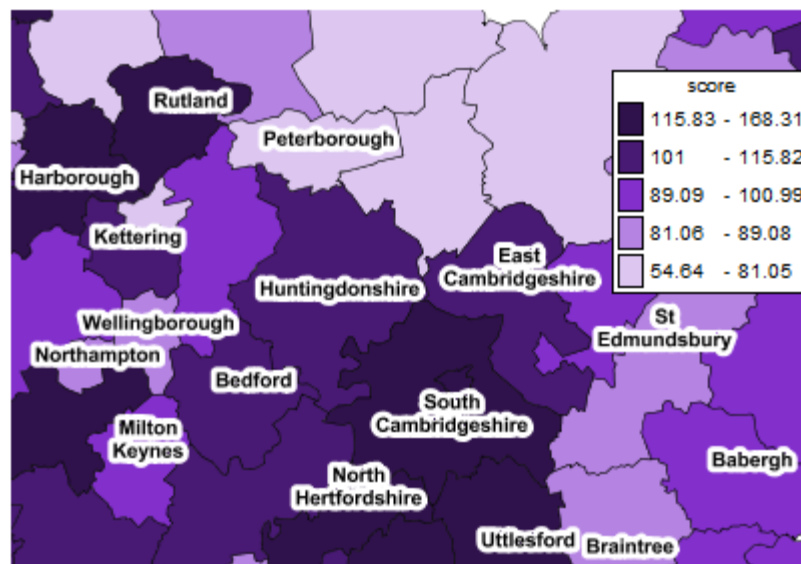 score
115.83 - 168.31
101 - 115.82
89.09 - 100.99
81.06 - 89.08
54.64 - 81.05
Rutland
Peterborough
Harborough
Kettering
East
Cambridgeshire
Huntingdonshire
Wellingborough
St
Edmundsbury
Northampton
Bedford
South
Cambridgeshire
Milton
Keynes
Babergh
North
Hertfordshire
Uttlesford
Braintree